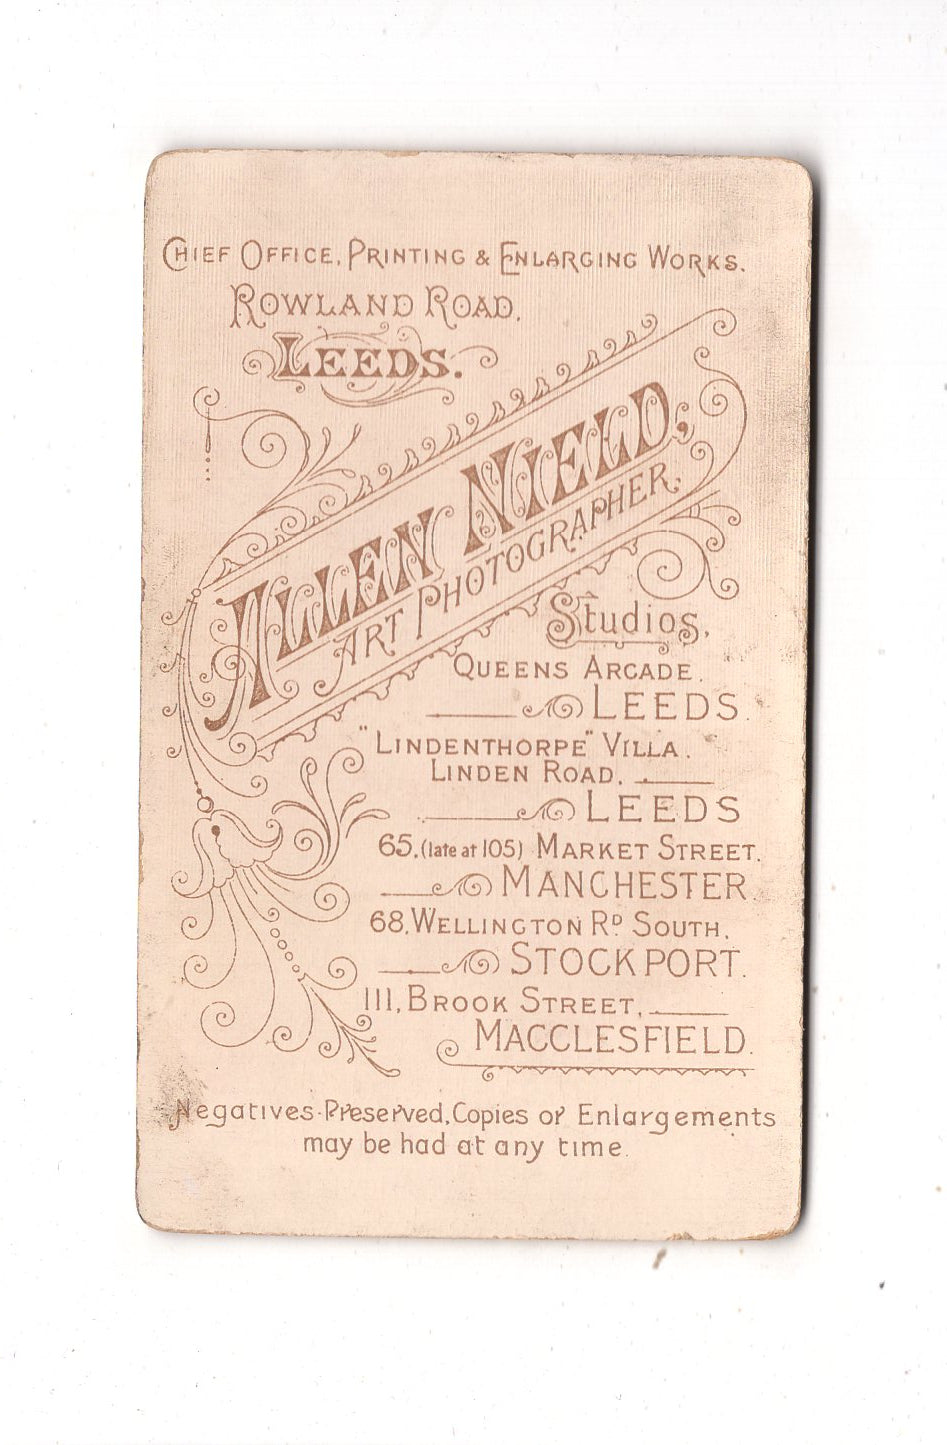 CHIEF OFFICE, PRINTING & ENLARGING WORKS.
ROWLAND ROAD.
LEEDS.
ALLEN NIELD,
ART PHOTOGRAPHER.
Studios,
QUEENS ARCADE.
LEEDS.
"LINDENTHORPE" VILLA.
LINDEN ROAD.
LEEDS
65, (late at 105) MARKET STREET.
MANCHESTER.
68, WELLINGTON RD SOUTH,
STOCKPORT.
111, BROOK STREET,
MACCLESFIELD.
Negatives Preserved, Copies or Enlargements
may be had at any time.